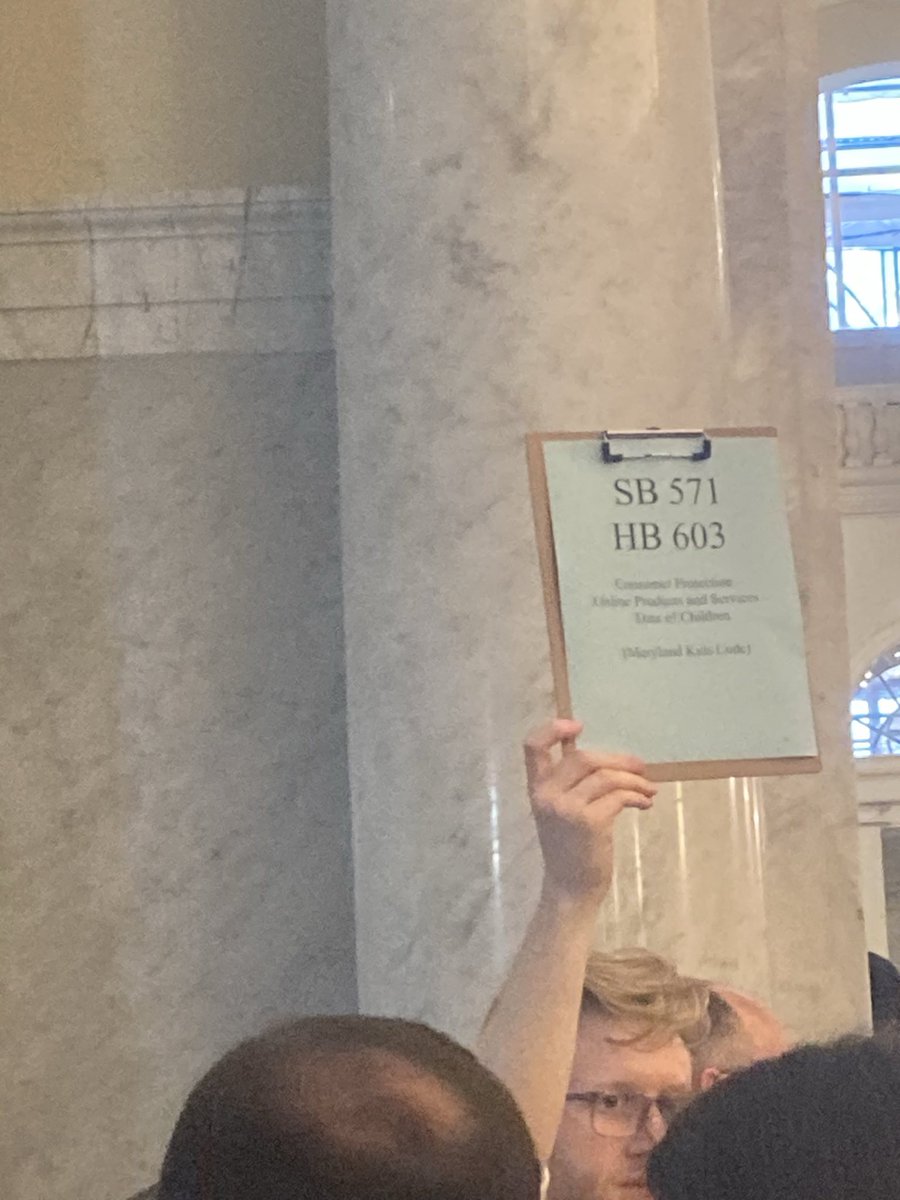 SB 571
HB 603
Consumer Protection
Online Products and Services
Data of Children
(Maryland Kids Code)